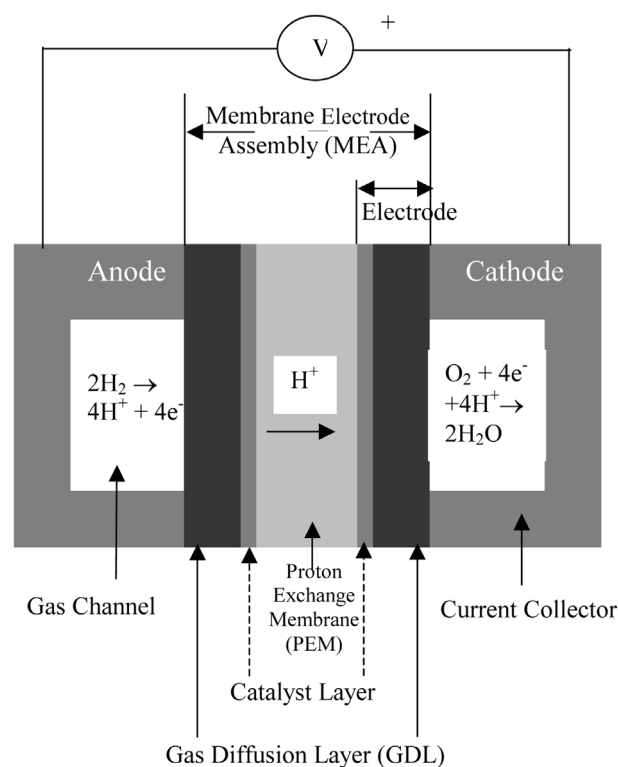 V
+
Membrane Electrode
Assembly (MEA)
Electrode
Anode
Cathode
2H₂ →
4H⁺ + 4e⁻
H⁺
O₂ + 4e⁻
+4H⁺→
2H₂O
Gas Channel
Proton
Exchange
Membrane
(PEM)
Current Collector
Catalyst Layer
Gas Diffusion Layer (GDL)